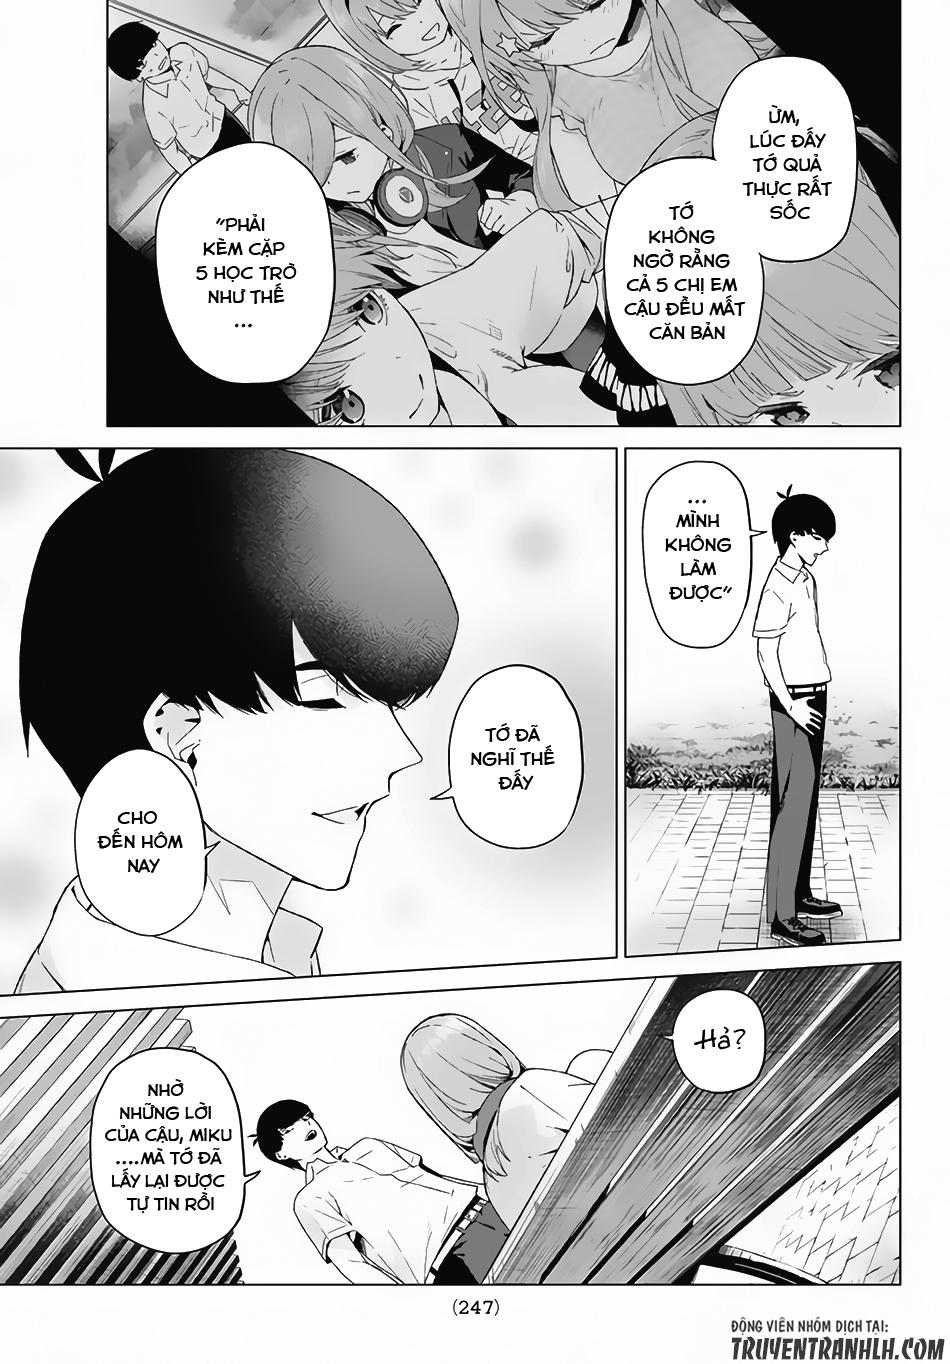 ỪM,
LÚC ĐẤY
TỚ QUẢ
THỰC RẤT
SỐC
TỚ
KHÔNG
NGỜ RẰNG
CẢ 5 CHỊ EM
CẬU ĐỀU MẤT
CĂN BẢN
“PHẢI
KÈM CẶP
5 HỌC TRÒ
NHƯ THẾ
...
...
MÌNH
KHÔNG
LÀM
ĐƯỢC”
TỚ ĐÃ
NGHĨ THẾ
ĐẤY
CHO
ĐẾN HÔM
NAY
HẢ?
NHỜ
NHỮNG LỜI
CỦA CẬU, MIKU
....MÀ TỚ ĐÃ
LẤY LẠI ĐƯỢC
TỰ TIN RỒI
(247)
ĐỘNG VIÊN NHÓM DỊCH TẠI:
TRUYENTRANHLH.COM